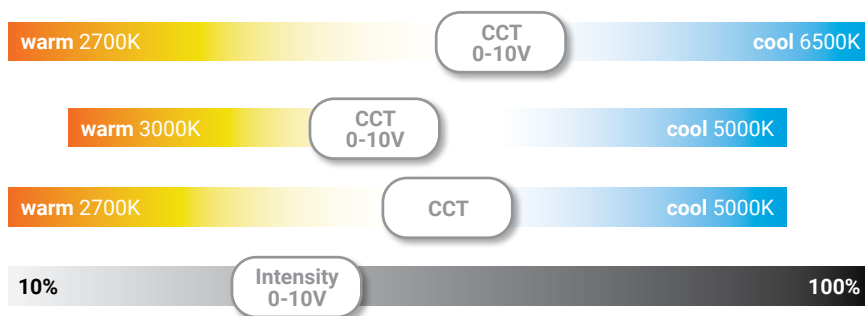 warm 2700K
CCT
0-10V
cool 6500K
warm 3000K
CCT
0-10V
cool 5000K
warm 2700K
CCT
cool 5000K
10%
Intensity
0-10V
100%